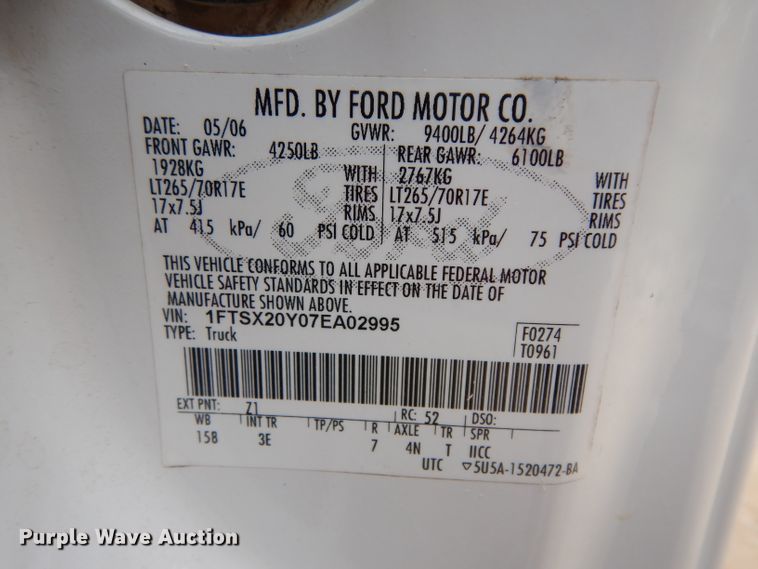 MFD. BY FORD MOTOR CO.
DATE: 05/06 GVWR: 9400LB/ 4264KG
FRONT GAWR: 4250LB REAR GAWR: 6100LB
1928KG WITH 2767KG WITH
LT265/70R17E TIRES LT265/70R17E TIRES
17x7.5J RIMS 17x7.5J RIMS
AT 415 kPa/ 60 PSI COLD AT 515 kPa/ 75 PSI COLD
Ford
THIS VEHICLE CONFORMS TO ALL APPLICABLE FEDERAL MOTOR
VEHICLE SAFETY STANDARDS IN EFFECT ON THE DATE OF
MANUFACTURE SHOWN ABOVE.
VIN: 1FTSX20Y07EA02995
TYPE: Truck
F0274
T0961
EXT PNT: Z1 RC: 52 DSO:
WB INT TR TP/PS R AXLE TR SPR
158 3E 7 4N T IICC
UTC ▽5U5A-1520472-BA
Purple Wave Auction